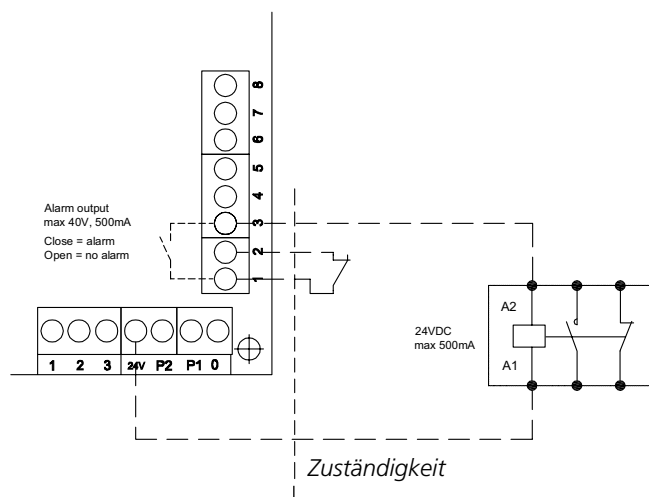 8
7
6
5
4
3
2
1
Alarm output
max 40V, 500mA
Close = alarm
Open = no alarm
24VDC
max 500mA
A2
A1
1 2 3 24V P2 P1 0
Zuständigkeit